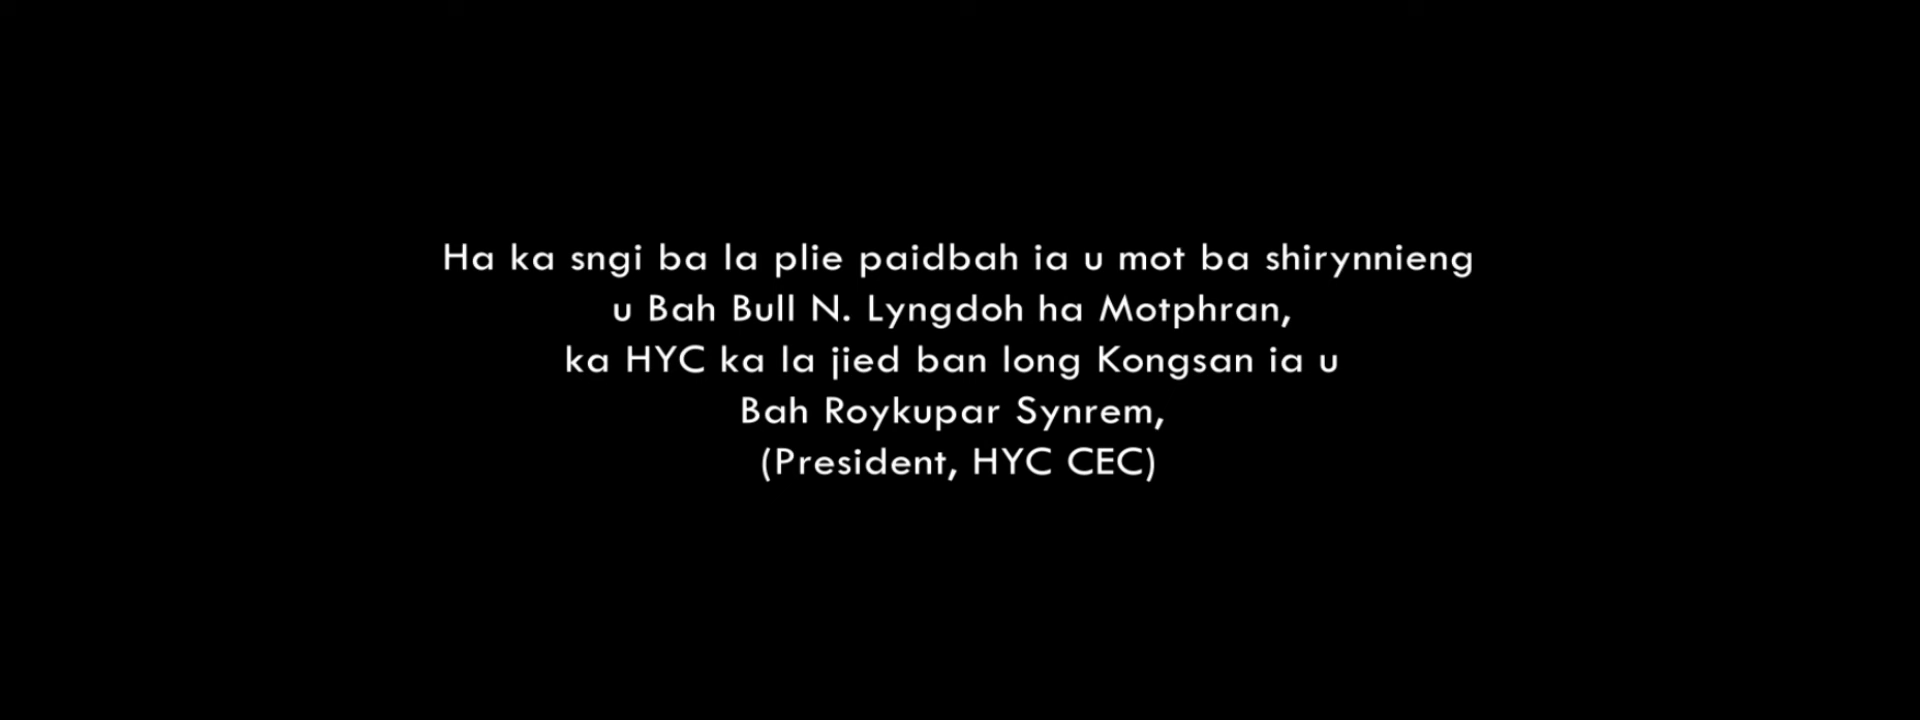 Ha ka sngi ba la plie paidbah ia u mot ba shirynnieng
u Bah Bull N. Lyngdoh ha Motphran,
ka HYC ka la jied ban long Kongsan ia u
Bah Roykupar Synrem,
(President, HYC CEC)